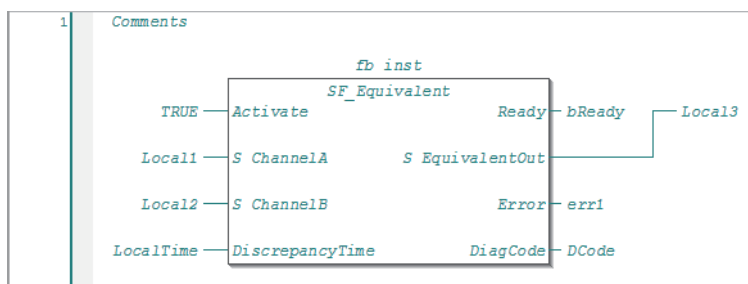 1 Comments
fb inst
SF_Equivalent
TRUE Activate Ready bReady Local3
Local1 S ChannelA S EquivalentOut
Local2 S ChannelB Error err1
LocalTime DiscrepancyTime DiagCode DCode